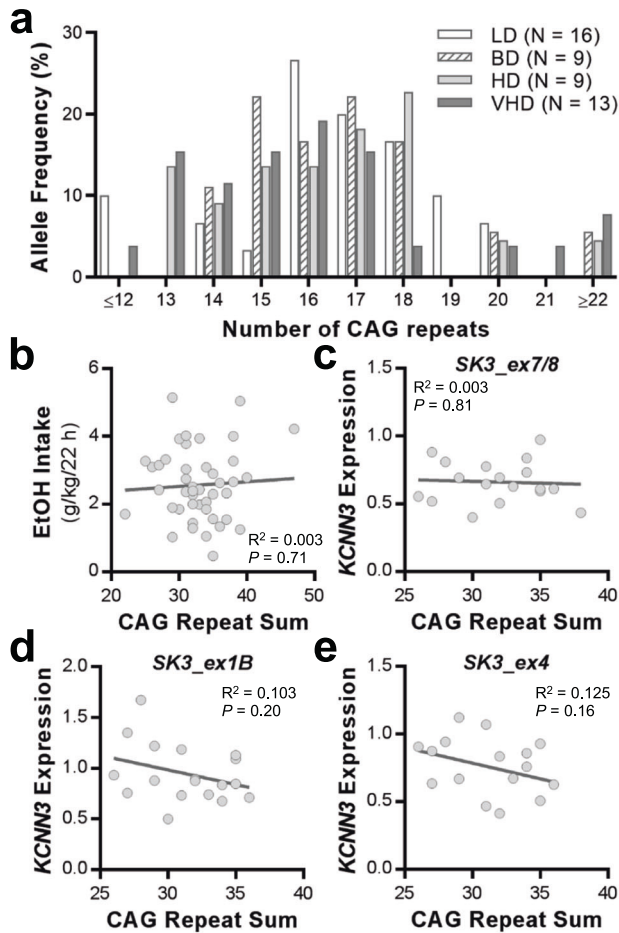 a
Allele Frequency (%)
30
20
10
0
LD (N = 16)
BD (N = 9)
HD (N = 9)
VHD (N = 13)
≤12 13 14 15 16 17 18 19 20 21 ≥22
Number of CAG repeats
b
EtOH Intake
(g/kg/22 h)
6
4
2
0
R² = 0.003
P = 0.71
20 30 40 50
CAG Repeat Sum
c
SK3_ex7/8
KCNN3 Expression
1.5
1.0
0.5
0.0
R² = 0.003
P = 0.81
25 30 35 40
CAG Repeat Sum
d
SK3_ex1B
KCNN3 Expression
2.0
1.5
1.0
0.5
0.0
R² = 0.103
P = 0.20
25 30 35 40
CAG Repeat Sum
e
SK3_ex4
KCNN3 Expression
1.5
1.0
0.5
0.0
R² = 0.125
P = 0.16
25 30 35 40
CAG Repeat Sum